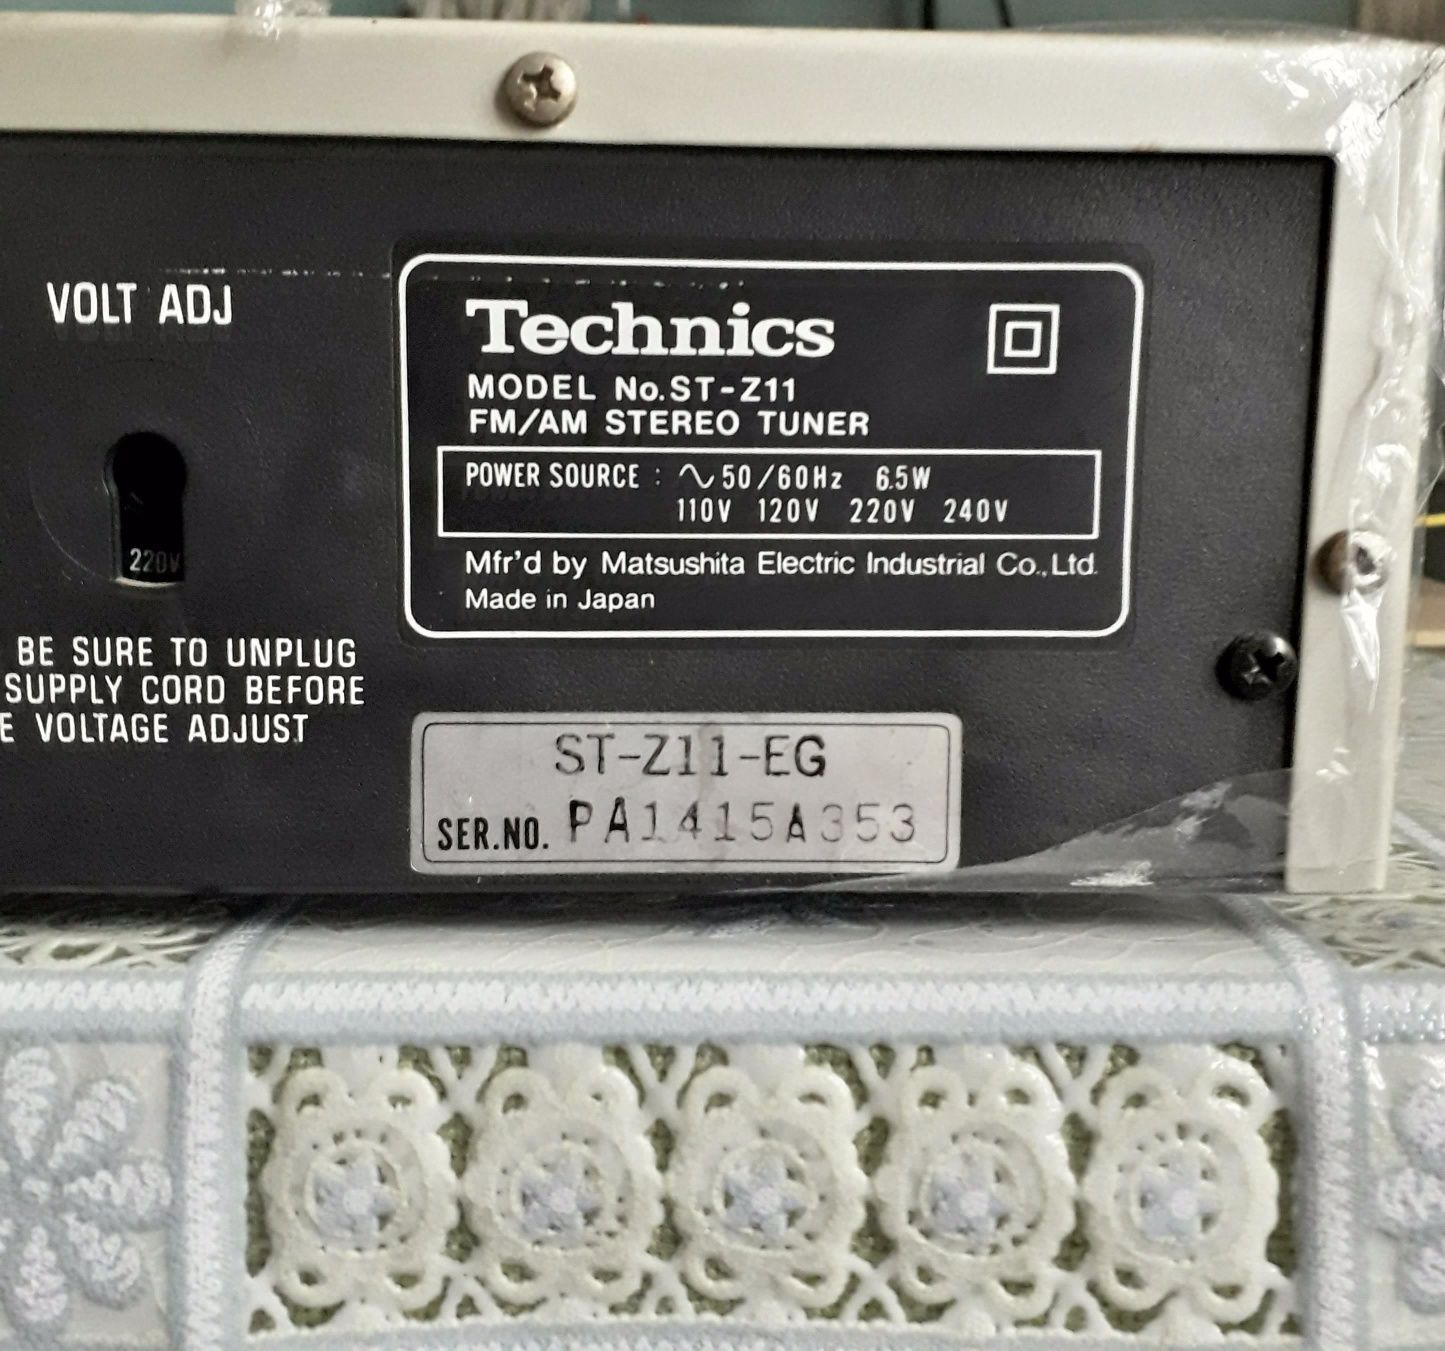 VOLT ADJ
220V
BE SURE TO UNPLUG
SUPPLY CORD BEFORE
E VOLTAGE ADJUST
Technics
MODEL No.ST-Z11
FM/AM STEREO TUNER
POWER SOURCE : ∿50/60Hz 6.5W
110V 120V 220V 240V
Mfr'd by Matsushita Electric Industrial Co.,Ltd.
Made in Japan
ST-Z11-EG
SER.NO. PA1415A353